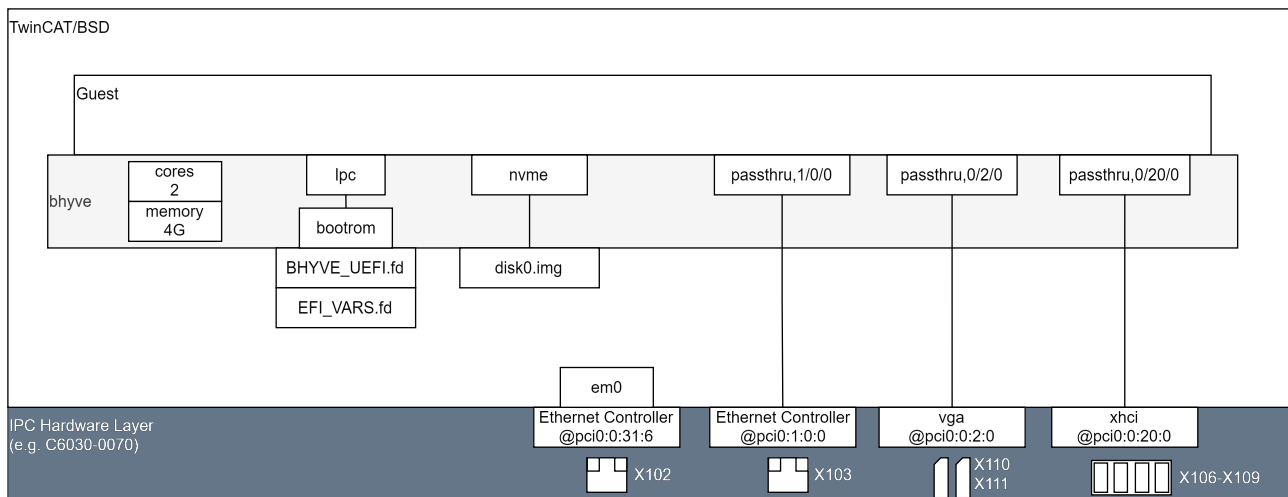 TwinCAT/BSD
Guest
bhyve
cores
2
memory
4G
lpc
bootrom
BHYVE_UEFI.fd
EFI_VARS.fd
nvme
disk0.img
passthru,1/0/0
passthru,0/2/0
passthru,0/20/0
em0
IPC Hardware Layer
(e.g. C6030-0070)
Ethernet Controller
@pci0:0:31:6
X102
Ethernet Controller
@pci0:1:0:0
X103
vga
@pci0:0:2:0
X110
X111
xhci
@pci0:0:20:0
X106-X109